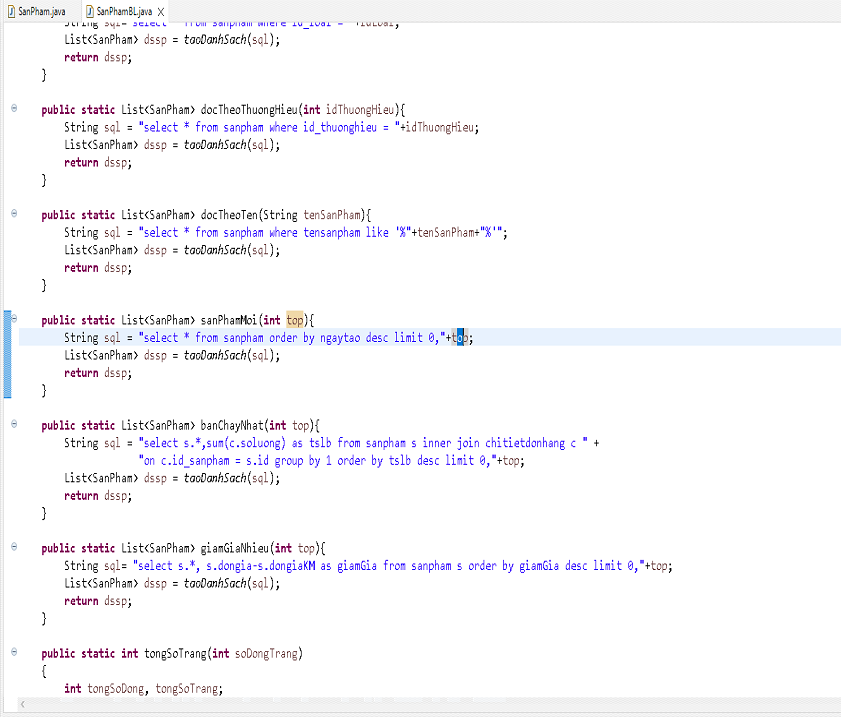 SanPham.java SanPhamBL.java
String sql="select * from sanpham where id_loai = "+idLoai;
List<SanPham> dssp = taoDanhSach(sql);
return dssp;
}
public static List<SanPham> docTheoThuongHieu(int idThuongHieu){
String sql = "select * from sanpham where id_thuonghieu = "+idThuongHieu;
List<SanPham> dssp = taoDanhSach(sql);
return dssp;
}
public static List<SanPham> docTheoTen(String tenSanPham){
String sql = "select * from sanpham where tensanpham like '%"+tenSanPham+"%'";
List<SanPham> dssp = taoDanhSach(sql);
return dssp;
}
public static List<SanPham> sanPhamMoi(int top){
String sql = "select * from sanpham order by ngaytao desc limit 0,"+top;
List<SanPham> dssp = taoDanhSach(sql);
return dssp;
}
public static List<SanPham> banChayNhat(int top){
String sql = "select s.*,sum(c.soluong) as tslb from sanpham s inner join chitietdonhang c " +
"on c.id_sanpham = s.id group by 1 order by tslb desc limit 0,"+top;
List<SanPham> dssp = taoDanhSach(sql);
return dssp;
}
public static List<SanPham> giamGiaNhieu(int top){
String sql= "select s.*, s.dongia-s.dongiaKM as giamGia from sanpham s order by giamGia desc limit 0,"+top;
List<SanPham> dssp = taoDanhSach(sql);
return dssp;
}
public static int tongSoTrang(int soDongTrang)
{
int tongSoDong, tongSoTrang;